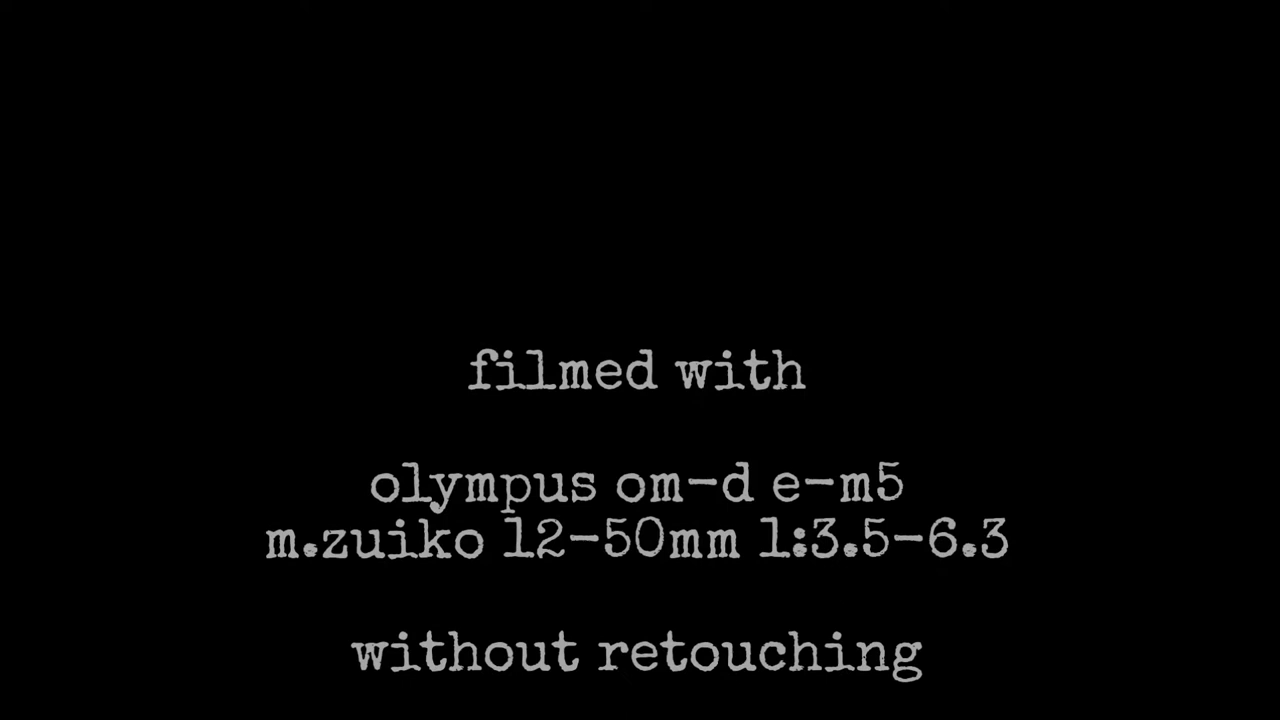 filmed with
olympus om-d e-m5
m.zuiko 12-50mm 1:3.5-6.3
without retouching